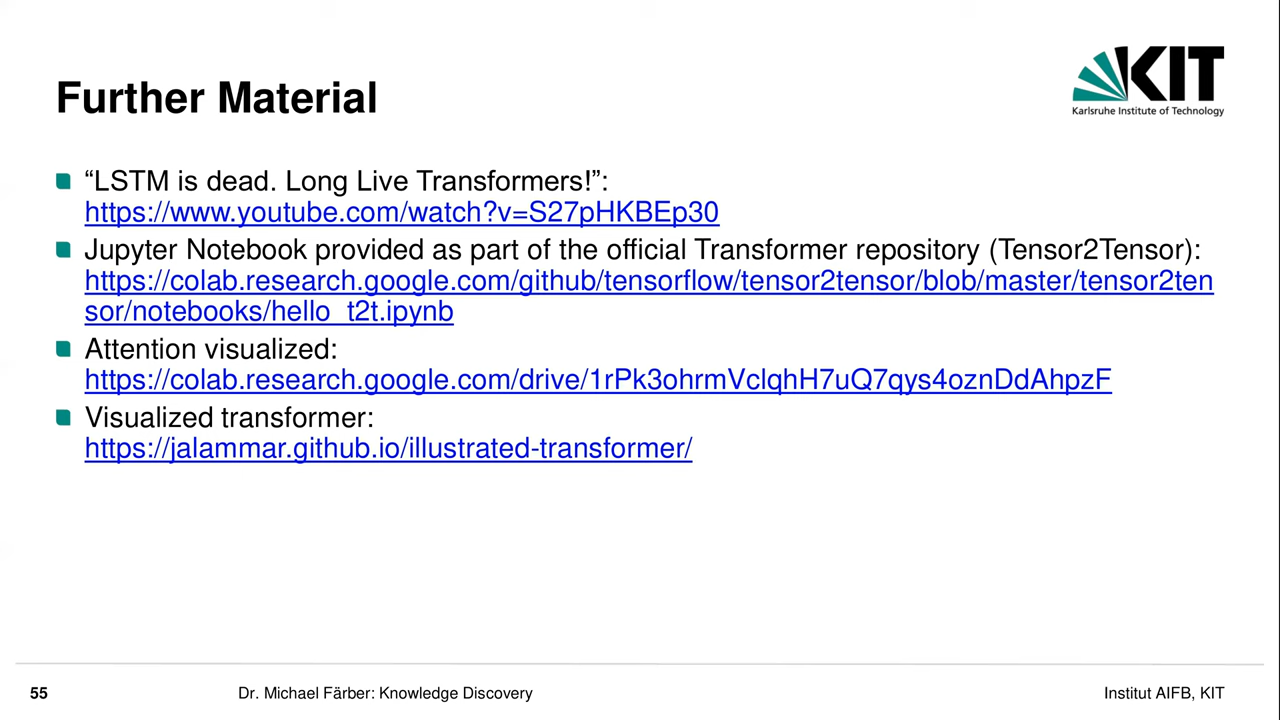 Further Material
KIT
Karlsruhe Institute of Technology
“LSTM is dead. Long Live Transformers!”:
https://www.youtube.com/watch?v=S27pHKBEp30
Jupyter Notebook provided as part of the official Transformer repository (Tensor2Tensor):
https://colab.research.google.com/github/tensorflow/tensor2tensor/blob/master/tensor2ten
sor/notebooks/hello_t2t.ipynb
Attention visualized:
https://colab.research.google.com/drive/1rPk3ohrmVclqhH7uQ7qys4oznDdAhpzF
Visualized transformer:
https://jalammar.github.io/illustrated-transformer/
55 Dr. Michael Färber: Knowledge Discovery Institut AIFB, KIT